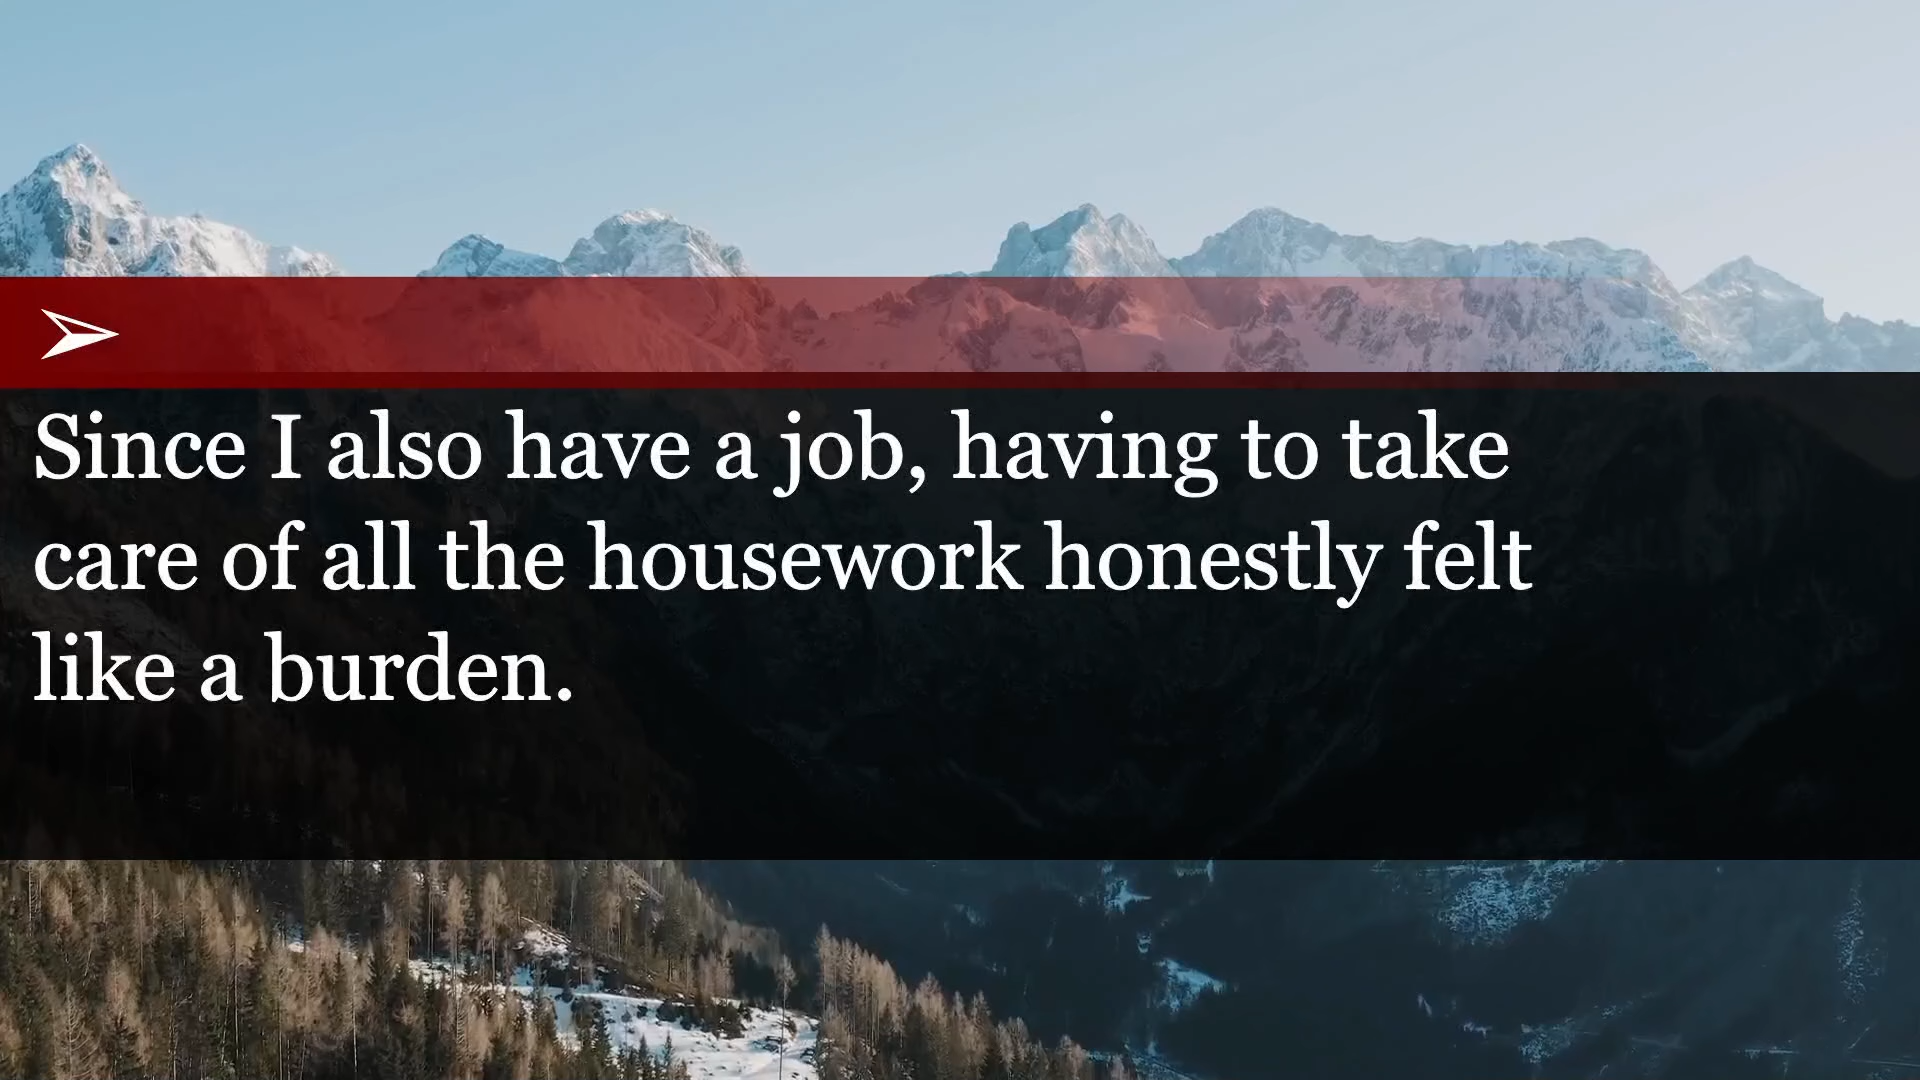 Since I also have a job, having to take
care of all the housework honestly felt
like a burden.